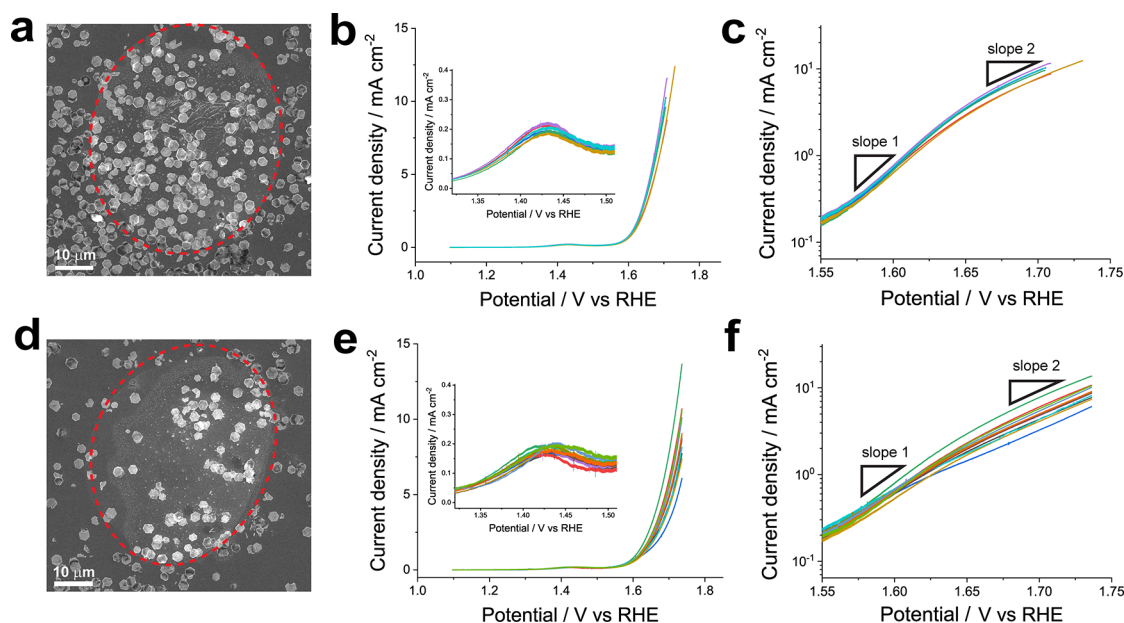 a
10 μm
b
Current density / mA cm-2
15
10
5
0
1.0
1.2
1.4
1.6
1.8
Potential / V vs RHE
Current density / mA cm-2
0.4
0.3
0.2
0.1
0.0
1.35
1.40
1.45
1.50
Potential / V vs RHE
c
Current density / mA cm-2
10¹
10⁰
10-1
slope 1
slope 2
1.55
1.60
1.65
1.70
1.75
Potential / V vs RHE
d
10 μm
e
Current density / mA cm-2
15
10
5
0
1.0
1.2
1.4
1.6
1.8
Potential / V vs RHE
Current density / mA cm-2
0.4
0.3
0.2
0.1
0.0
1.35
1.40
1.45
1.50
Potential / V vs RHE
f
Current density / mA cm-2
10¹
10⁰
10-1
slope 1
slope 2
1.55
1.60
1.65
1.70
1.75
Potential / V vs RHE